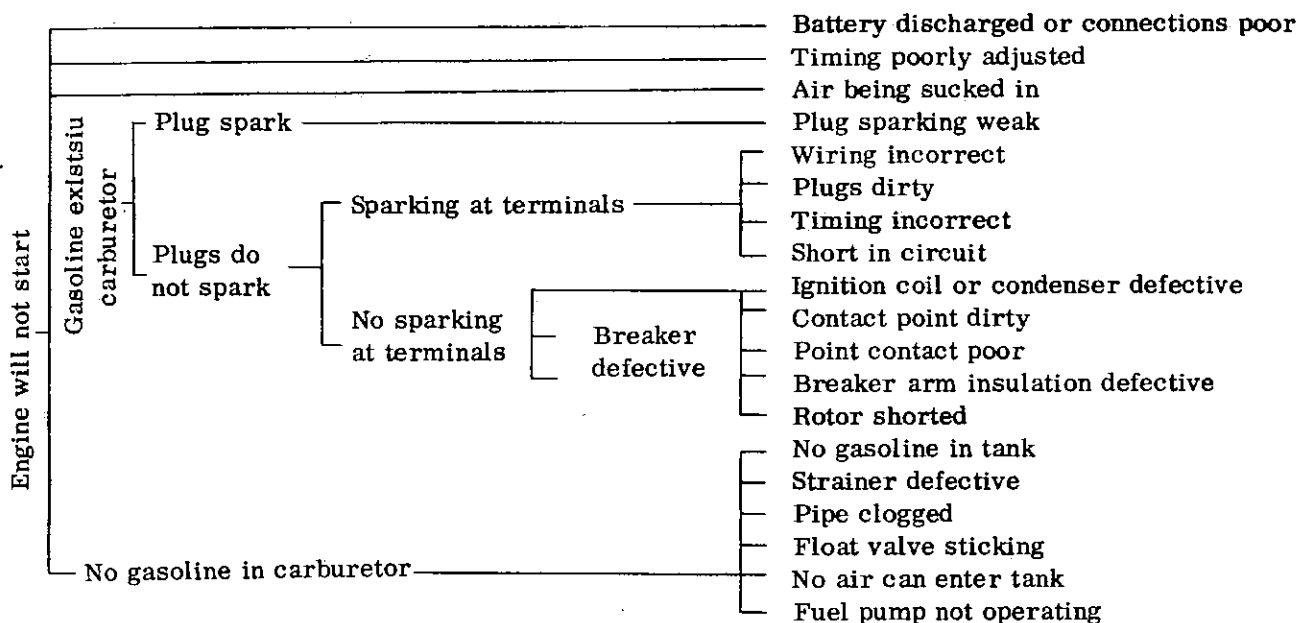 Engine will not start
Gasoline existsiu
carburetor
Plug spark
Plugs do
not spark
Sparking at terminals
No sparking
at terminals
Breaker
defective
No gasoline in carburetor
Battery discharged or connections poor
Timing poorly adjusted
Air being sucked in
Plug sparking weak
Wiring incorrect
Plugs dirty
Timing incorrect
Short in circuit
Ignition coil or condenser defective
Contact point dirty
Point contact poor
Breaker arm insulation defective
Rotor shorted
No gasoline in tank
Strainer defective
Pipe clogged
Float valve sticking
No air can enter tank
Fuel pump not operating